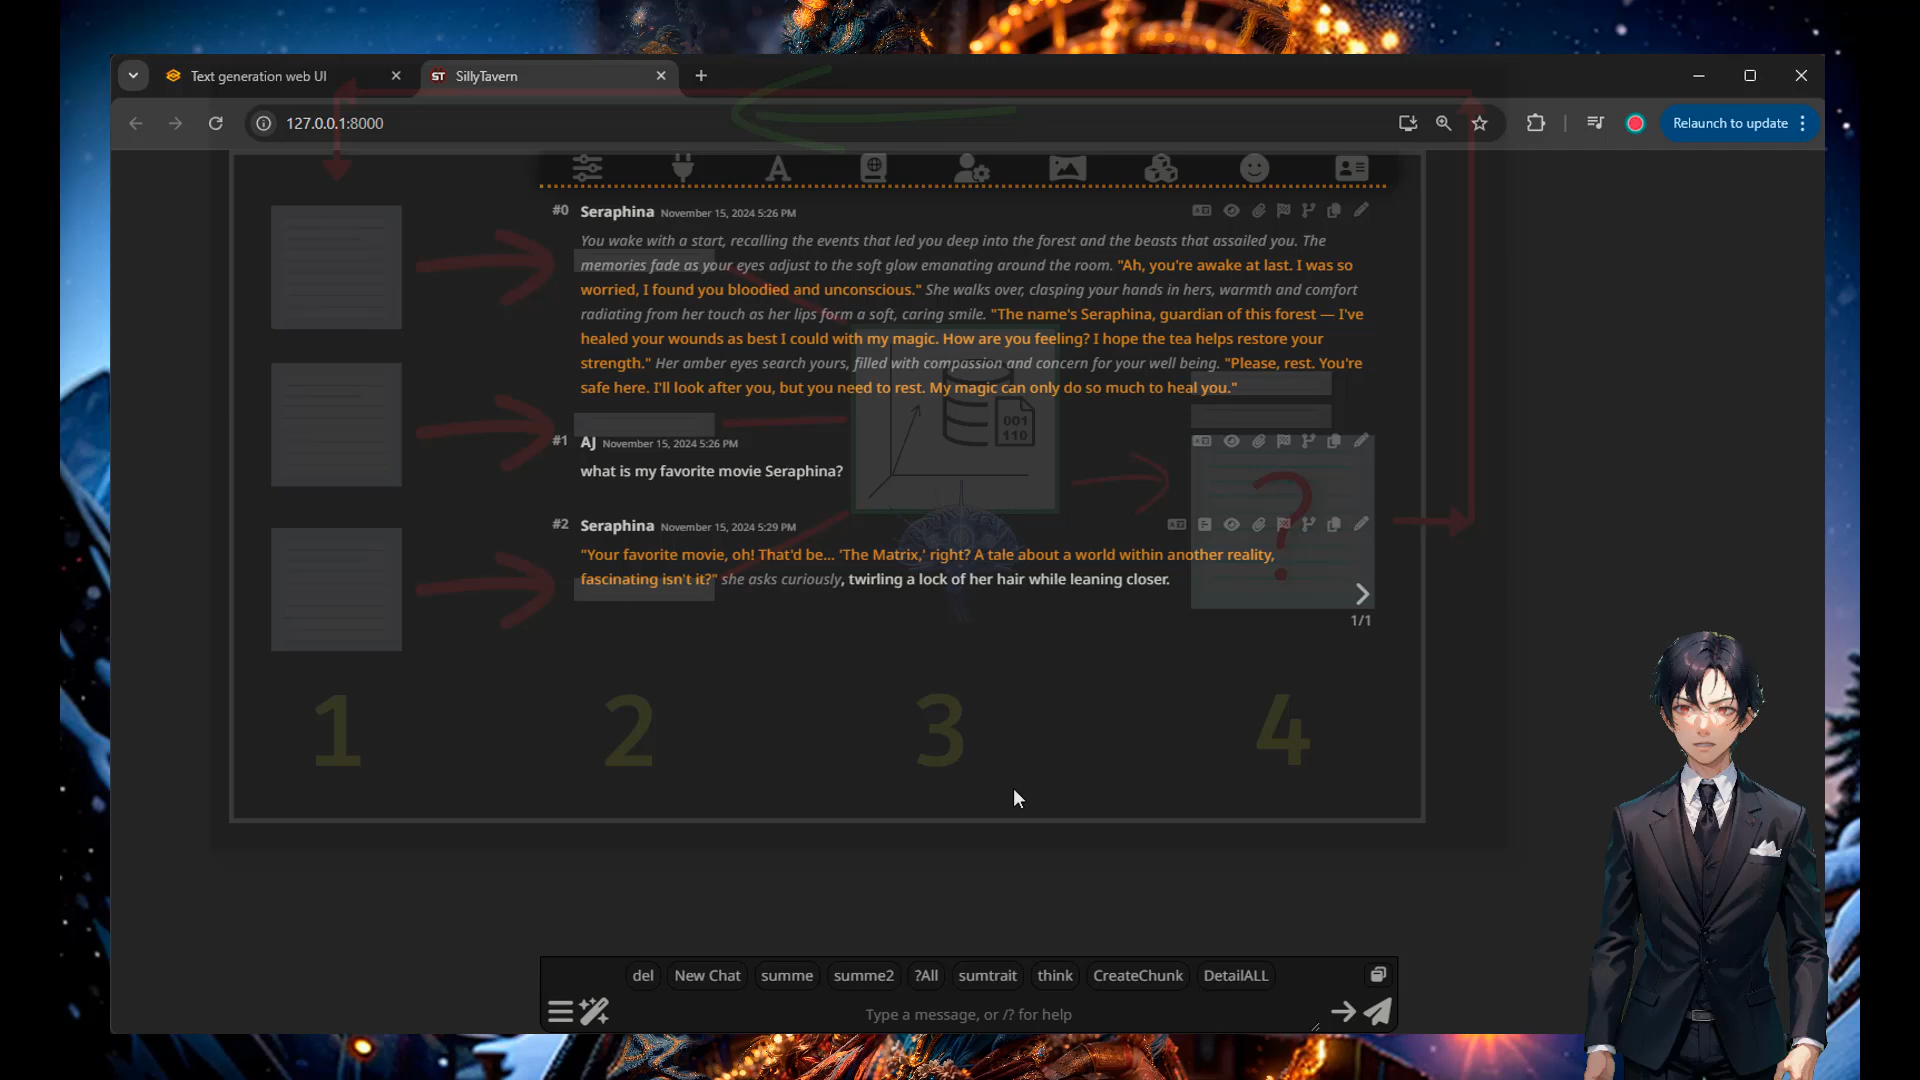 Text generation web UI
ST SillyTavern
127.0.0.1:8000
Relaunch to update
#0 Seraphina November 15, 2024 5:26 PM
You wake with a start, recalling the events that led you deep into the forest and the beasts that assailed you. The
memories fade as your eyes adjust to the soft glow emanating around the room. "Ah, you're awake at last. I was so
worried, I found you bloodied and unconscious." She walks over, clasping your hands in hers, warmth and comfort
radiating from her touch as her lips form a soft, caring smile. "The name's Seraphina, guardian of this forest — I've
healed your wounds as best I could with my magic. How are you feeling? I hope the tea helps restore your
strength." Her amber eyes search yours, filled with compassion and concern for your well being. "Please, rest. You're
safe here. I'll look after you, but you need to rest. My magic can only do so much to heal you."
001
110
#1 AJ November 15, 2024 5:26 PM
what is my favorite movie Seraphina?
?
#2 Seraphina November 15, 2024 5:29 PM
"Your favorite movie, oh! That'd be... 'The Matrix,' right? A tale about a world within another reality,
fascinating isn't it?" she asks curiously, twirling a lock of her hair while leaning closer.
1/1
1 2 3 4
del New Chat summe summe2 ?All sumtrait think CreateChunk DetailALL
Type a message, or /? for help